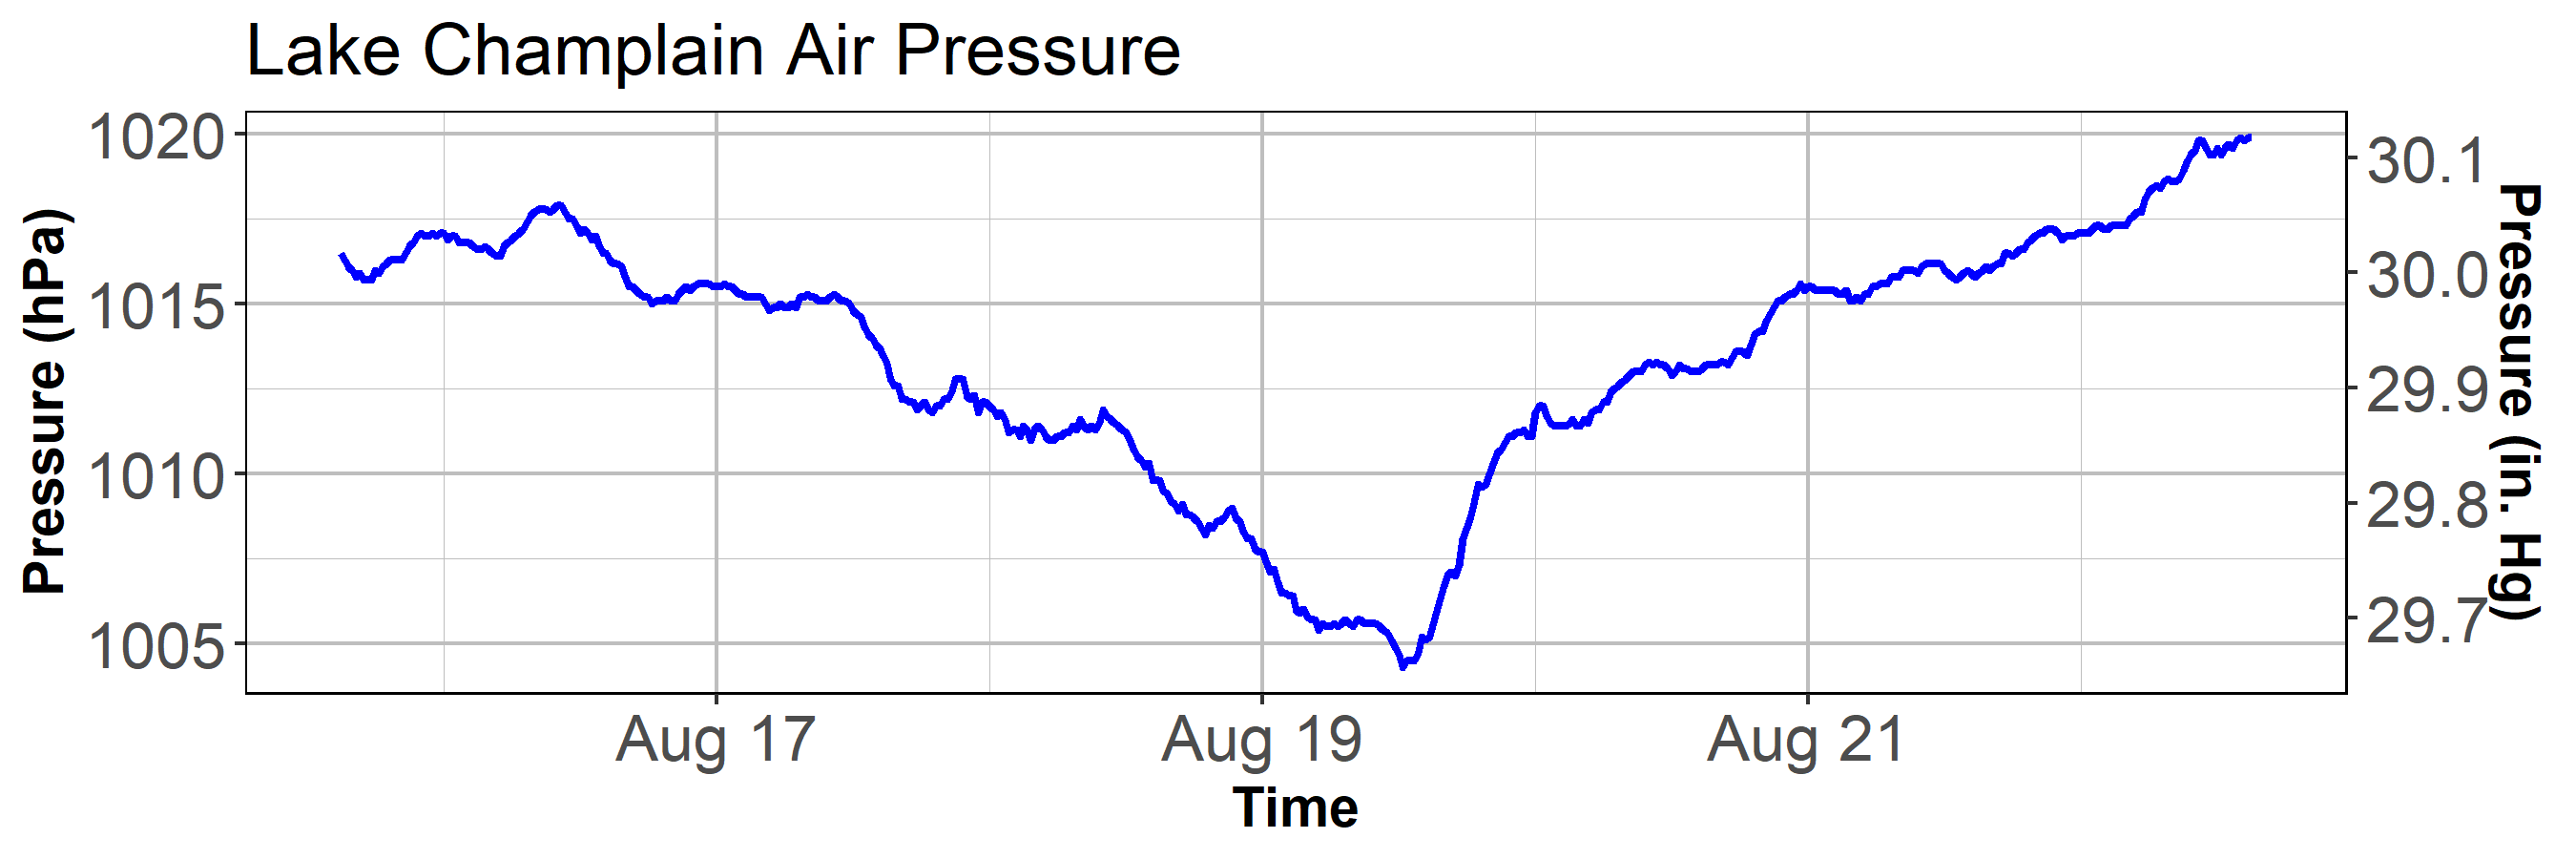 Lake Champlain Air Pressure
Pressure (hPa)
1020
1015
1010
1005
30.1
30.0
29.9
29.8
29.7
Pressure (in. Hg)
Aug 17
Aug 19
Aug 21
Time